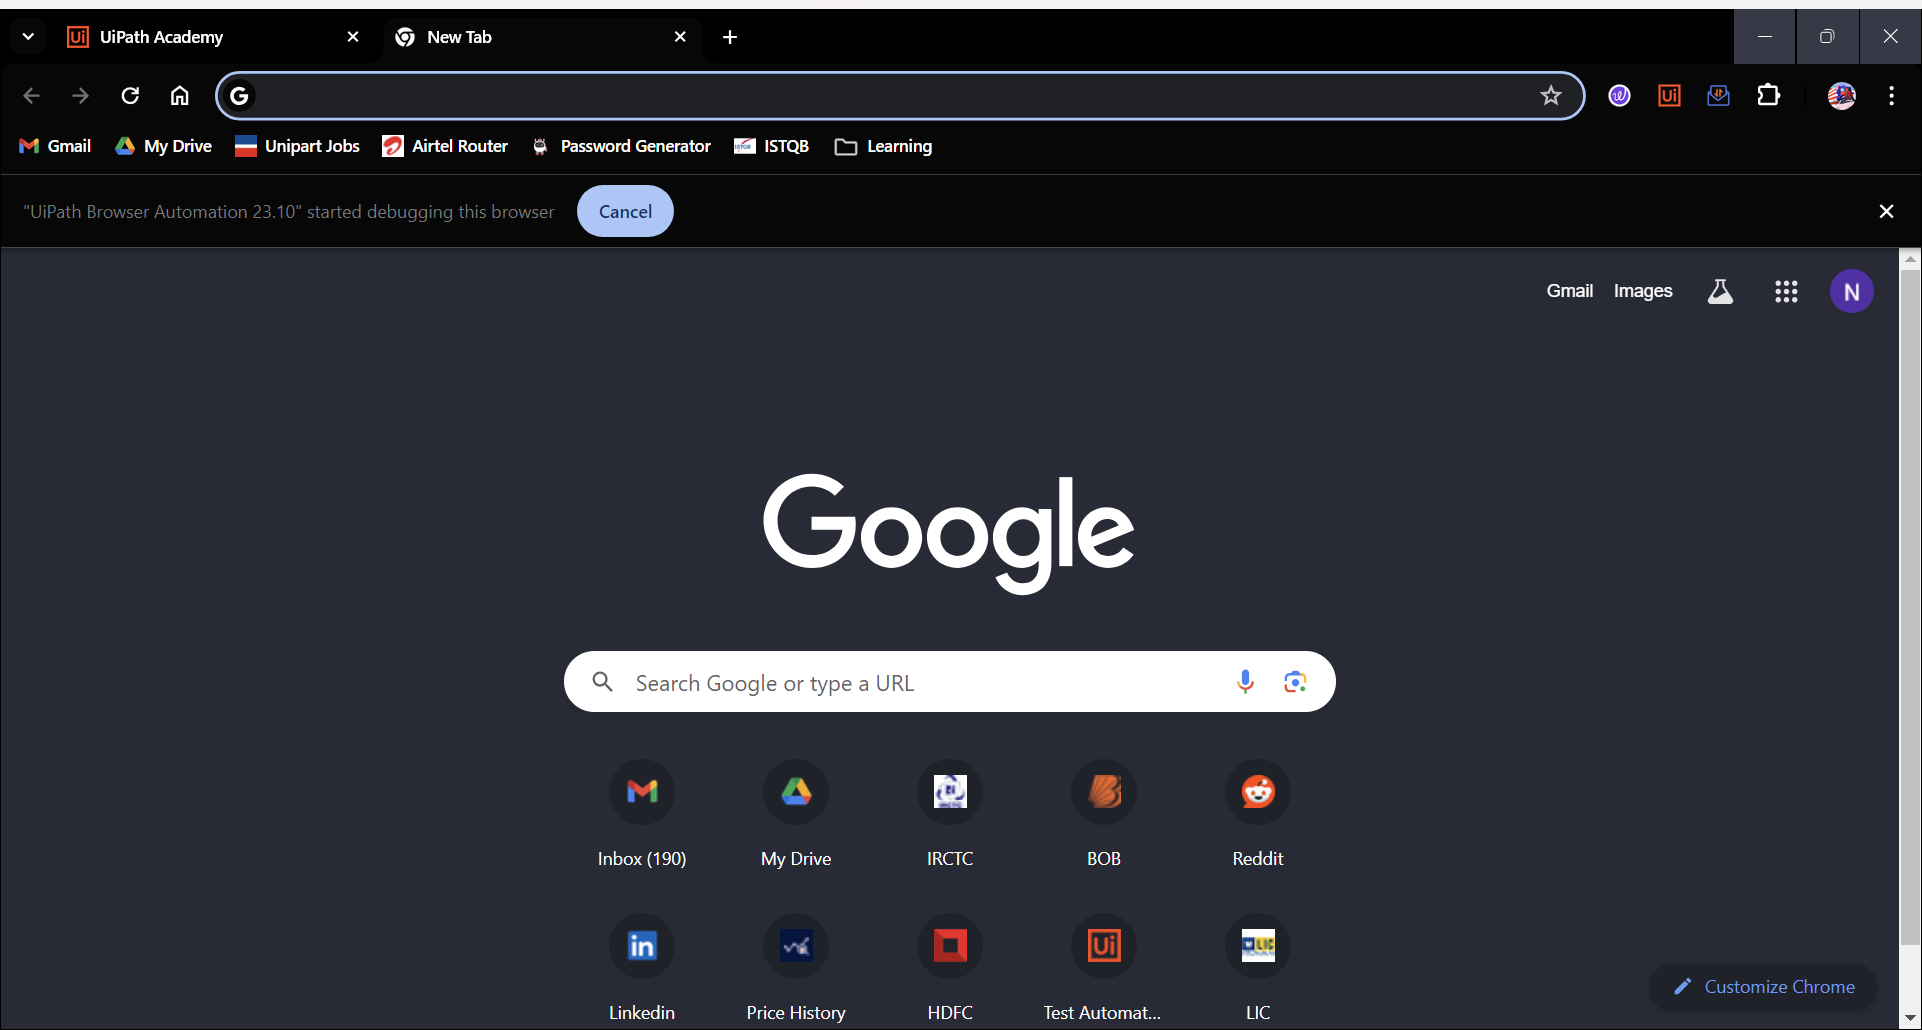 UiPath Academy
New Tab
Gmail
My Drive
Unipart Jobs
Airtel Router
Password Generator
ISTQB
Learning
"UiPath Browser Automation 23.10" started debugging this browser
Cancel
Gmail
Images
N
Google
Search Google or type a URL
Inbox (190)
My Drive
IRCTC
BOB
Reddit
Linkedin
Price History
HDFC
Test Automat...
LIC
Customize Chrome